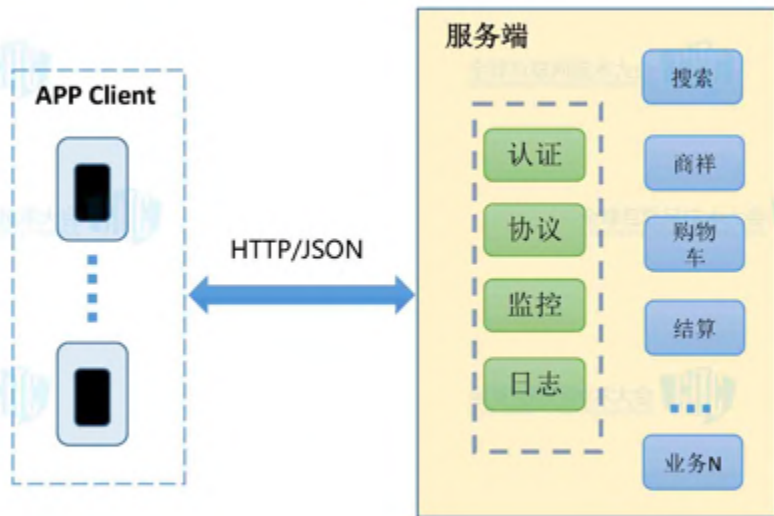 服务端
APP Client
HTTP/JSON
认证
协议
监控
日志
搜索
商祥
购物
车
结算
...
业务N